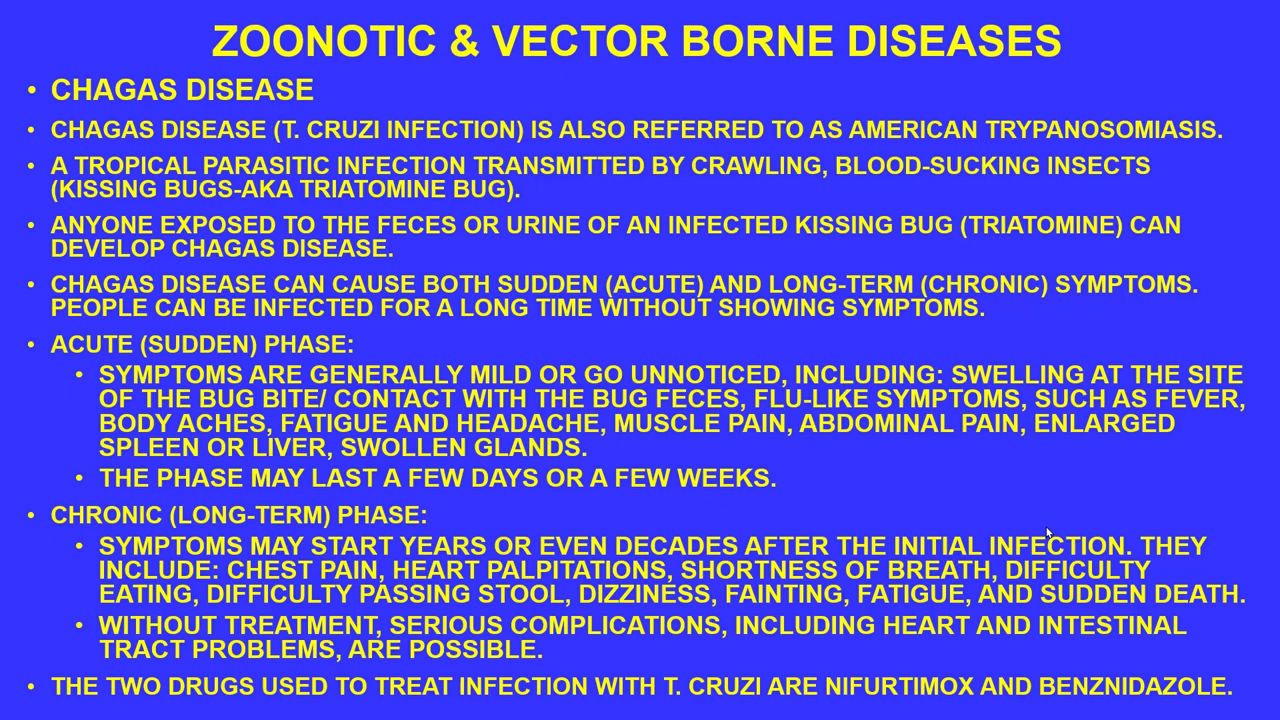 ZOONOTIC & VECTOR BORNE DISEASES
• CHAGAS DISEASE
• CHAGAS DISEASE (T. CRUZI INFECTION) IS ALSO REFERRED TO AS AMERICAN TRYPANOSOMIASIS.
• A TROPICAL PARASITIC INFECTION TRANSMITTED BY CRAWLING, BLOOD-SUCKING INSECTS
(KISSING BUGS-AKA TRIATOMINE BUG).
• ANYONE EXPOSED TO THE FECES OR URINE OF AN INFECTED KISSING BUG (TRIATOMINE) CAN
DEVELOP CHAGAS DISEASE.
• CHAGAS DISEASE CAN CAUSE BOTH SUDDEN (ACUTE) AND LONG-TERM (CHRONIC) SYMPTOMS.
PEOPLE CAN BE INFECTED FOR A LONG TIME WITHOUT SHOWING SYMPTOMS.
• ACUTE (SUDDEN) PHASE:
• SYMPTOMS ARE GENERALLY MILD OR GO UNNOTICED, INCLUDING: SWELLING AT THE SITE
OF THE BUG BITE/ CONTACT WITH THE BUG FECES, FLU-LIKE SYMPTOMS, SUCH AS FEVER,
BODY ACHES, FATIGUE AND HEADACHE, MUSCLE PAIN, ABDOMINAL PAIN, ENLARGED
SPLEEN OR LIVER, SWOLLEN GLANDS.
• THE PHASE MAY LAST A FEW DAYS OR A FEW WEEKS.
• CHRONIC (LONG-TERM) PHASE:
• SYMPTOMS MAY START YEARS OR EVEN DECADES AFTER THE INITIAL INFECTION. THEY
INCLUDE: CHEST PAIN, HEART PALPITATIONS, SHORTNESS OF BREATH, DIFFICULTY
EATING, DIFFICULTY PASSING STOOL, DIZZINESS, FAINTING, FATIGUE, AND SUDDEN DEATH.
• WITHOUT TREATMENT, SERIOUS COMPLICATIONS, INCLUDING HEART AND INTESTINAL
TRACT PROBLEMS, ARE POSSIBLE.
• THE TWO DRUGS USED TO TREAT INFECTION WITH T. CRUZI ARE NIFURTIMOX AND BENZNIDAZOLE.